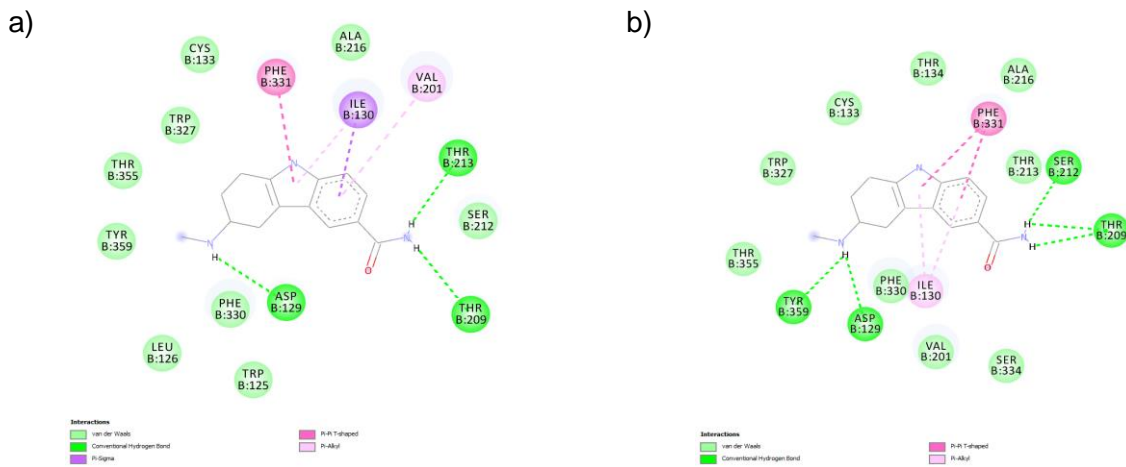 a)
CYS
B:133
ALA
B:216
PHE
B:331
VAL
B:201
ILE
B:130
TRP
B:327
THR
B:213
THR
B:355
N
SER
B:212
TYR
B:359
N
H
H
N
H
O
ASP
B:129
PHE
B:330
THR
B:209
LEU
B:126
TRP
B:125
Interactions
van der Waals
Conventional Hydrogen Bond
Pi-Sigma
Pi-Pi T-shaped
Pi-Alkyl
b)
THR
B:134
ALA
B:216
CYS
B:133
PHE
B:331
TRP
B:327
THR
B:213
SER
B:212
N
THR
B:209
H
N
H
N
H
O
THR
B:355
PHE
B:330
ILE
B:130
TYR
B:359
ASP
B:129
VAL
B:201
SER
B:334
Interactions
van der Waals
Conventional Hydrogen Bond
Pi-Pi T-shaped
Pi-Alkyl